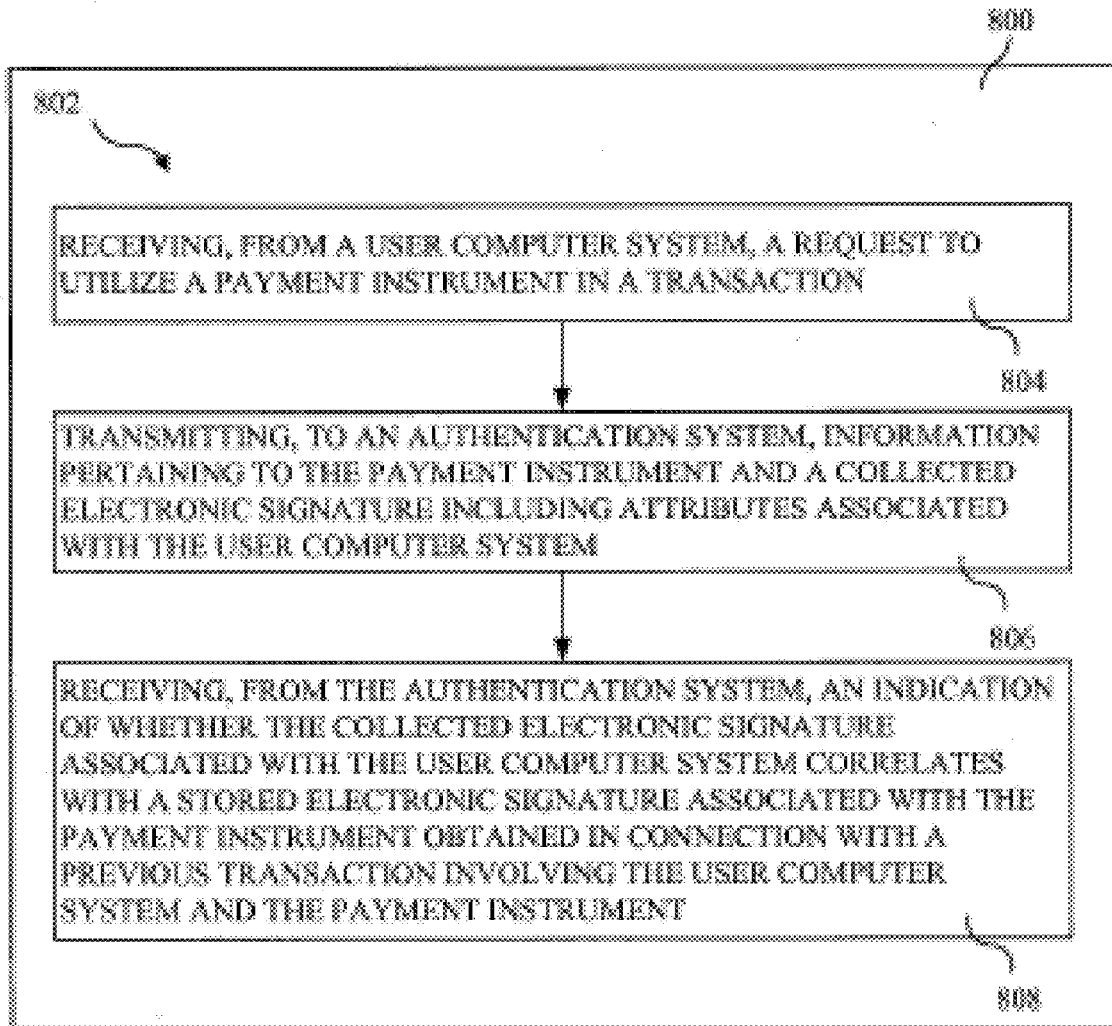 800
802
RECEIVING, FROM A USER COMPUTER SYSTEM, A REQUEST TO
UTILIZE A PAYMENT INSTRUMENT IN A TRANSACTION
804
TRANSMITTING, TO AN AUTHENTICATION SYSTEM, INFORMATION
PERTAINING TO THE PAYMENT INSTRUMENT AND A COLLECTED
ELECTRONIC SIGNATURE INCLUDING ATTRIBUTES ASSOCIATED
WITH THE USER COMPUTER SYSTEM
806
RECEIVING, FROM THE AUTHENTICATION SYSTEM, AN INDICATION
OF WHETHER THE COLLECTED ELECTRONIC SIGNATURE
ASSOCIATED WITH THE USER COMPUTER SYSTEM CORRELATES
WITH A STORED ELECTRONIC SIGNATURE ASSOCIATED WITH THE
PAYMENT INSTRUMENT OBTAINED IN CONNECTION WITH A
PREVIOUS TRANSACTION INVOLVING THE USER COMPUTER
SYSTEM AND THE PAYMENT INSTRUMENT
808